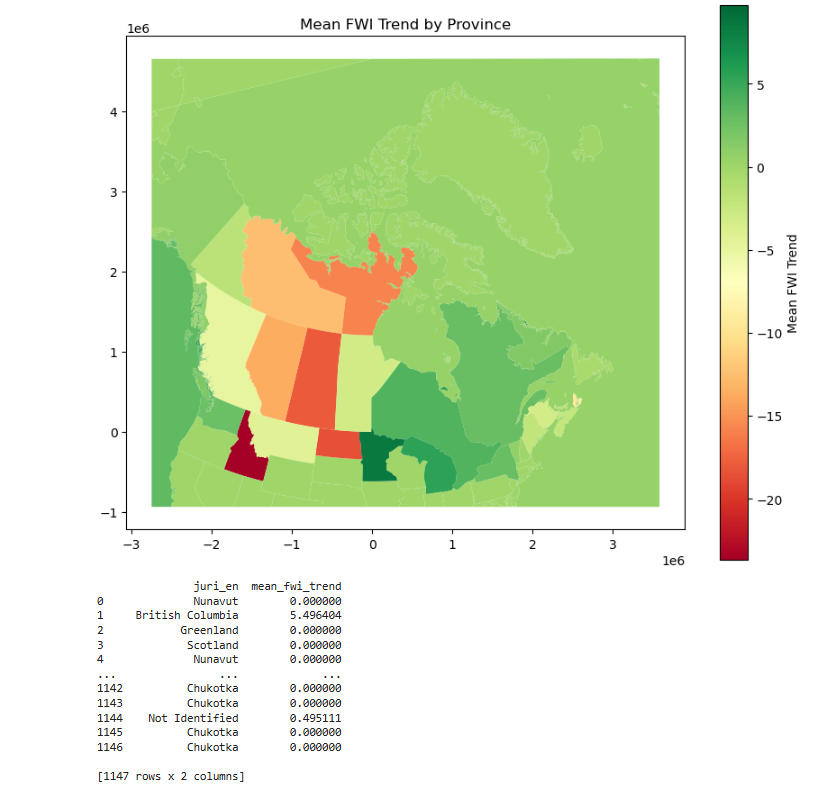 Mean FWI Trend by Province
1e6
4
3
2
1
0
−1
−3
−2
−1
0
1
2
3
1e6
5
0
−5
−10
−15
−20
Mean FWI Trend
juri_en mean_fwi_trend
0 Nunavut 0.000000
1 British Columbia 5.496404
2 Greenland 0.000000
3 Scotland 0.000000
4 Nunavut 0.000000
... ... ...
1142 Chukotka 0.000000
1143 Chukotka 0.000000
1144 Not Identified 0.495111
1145 Chukotka 0.000000
1146 Chukotka 0.000000
[1147 rows x 2 columns]